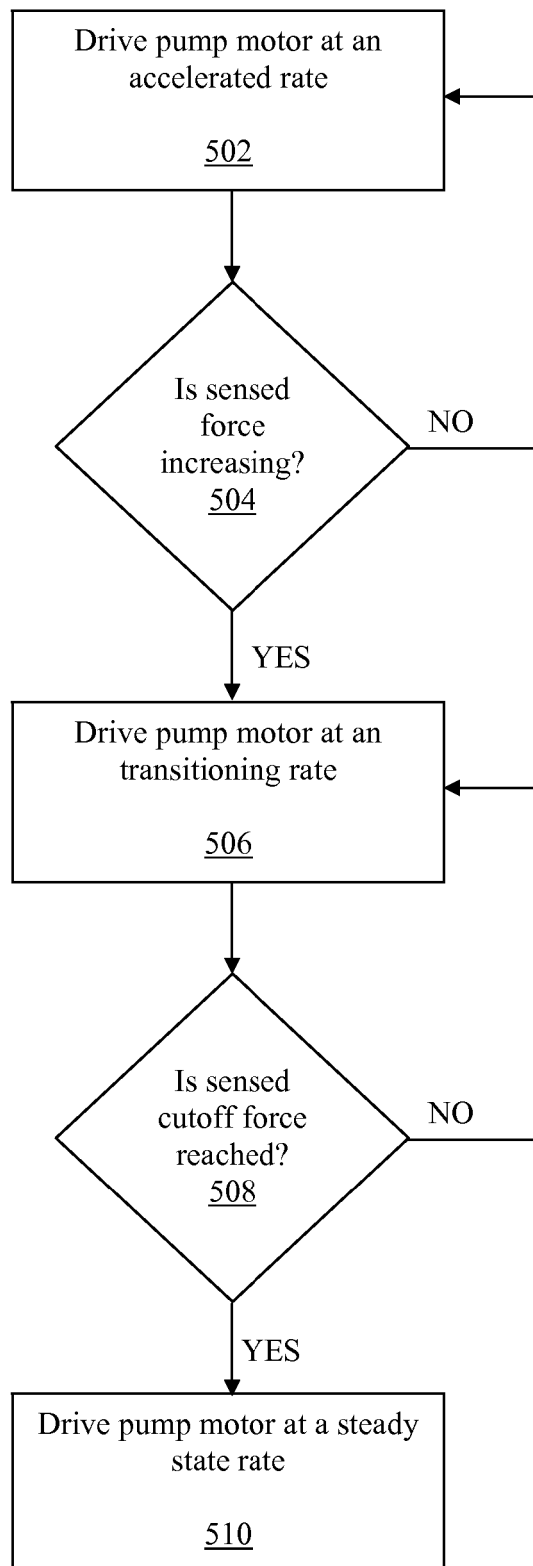 Drive pump motor at an
accelerated rate
502
Is sensed
force
increasing?
504
NO
YES
Drive pump motor at an
transitioning rate
506
Is sensed
cutoff force
reached?
508
NO
YES
Drive pump motor at a steady
state rate
510